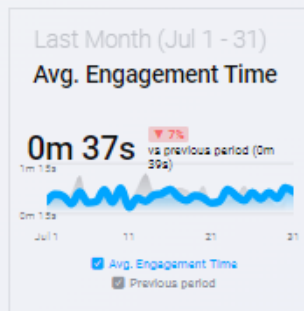 Last Month (Jul 1 - 31)
Avg. Engagement Time
0m 37s
▼ 7%
vs previous period (0m
39s)
1m 15s
0m 15s
Jul 1 11 21 31
Avg. Engagement Time
Previous period